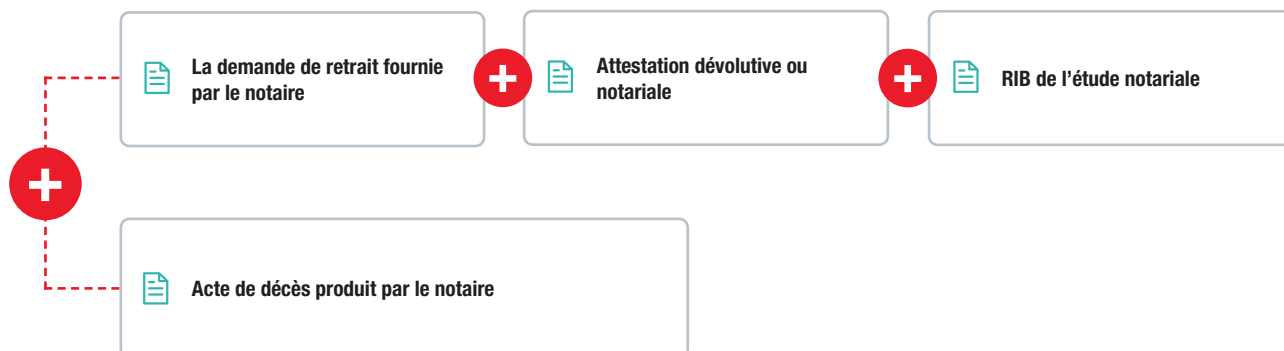 La demande de retrait fournie
par le notaire
Attestation dévolutive ou
notariale
RIB de l'étude notariale
Acte de décès produit par le notaire